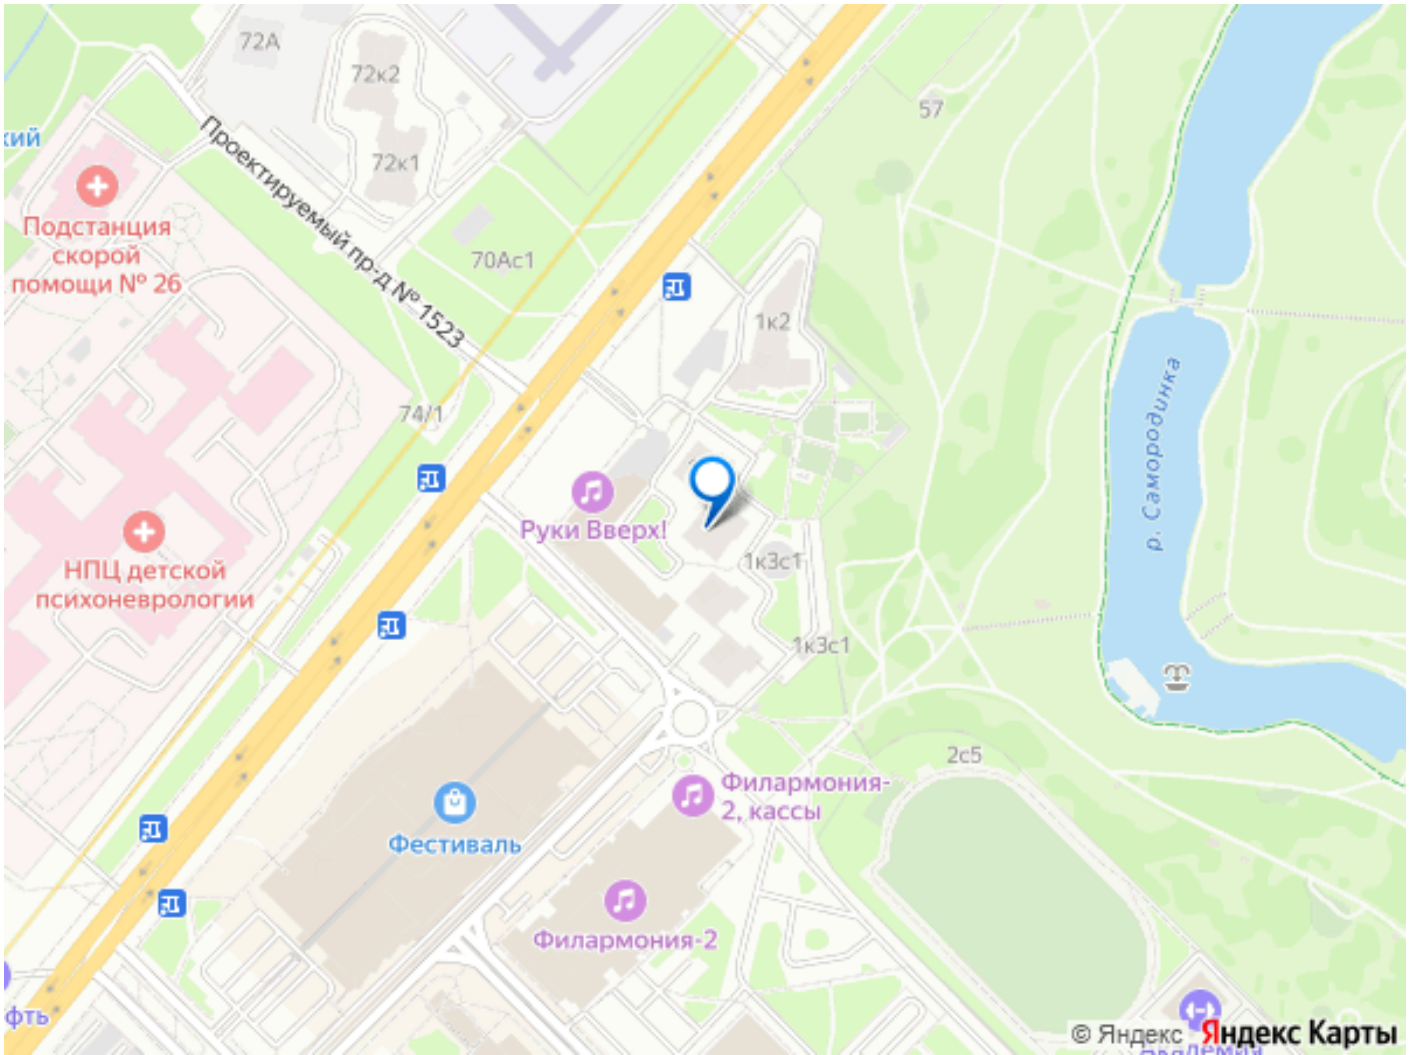 72А
72к2
57
кий
Проектируемый пр-д № 1523
72к1
Подстанция
скорой
помощи № 26
70Ас1
1к2
74/1
р. Самородинка
Руки Вверх!
НПЦ детской
психоневрологии
1к3с1
1к3с1
2с5
Филармония-
2, кассы
Фестиваль
Филармония-2
фть
© Яндекс Яндекс Карты
Академия